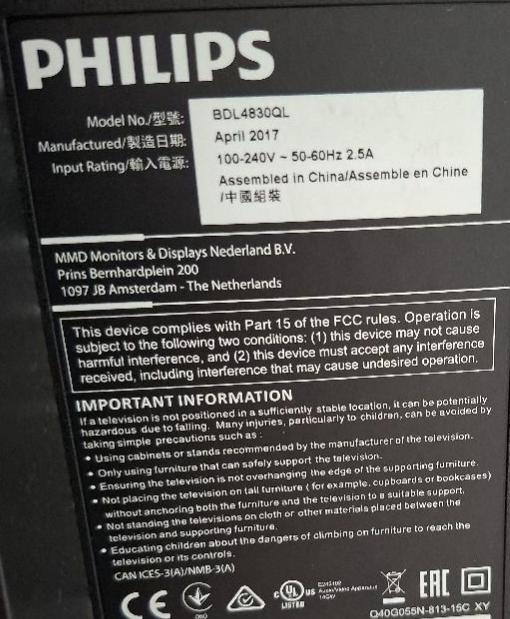 PHILIPS
Model No./型號: BDL4830QL
Manufactured/製造日期: April 2017
Input Rating/輸入電源: 100-240V ~ 50-60Hz 2.5A
Assembled in China/Assemble en Chine
/中國組裝
MMD Monitors & Displays Nederland B.V.
Prins Bernhardplein 200
1097 JB Amsterdam - The Netherlands
This device complies with Part 15 of the FCC rules. Operation is
subject to the following two conditions: (1) this device may not cause
harmful interference, and (2) this device must accept any interference
received, including interference that may cause undesired operation.
IMPORTANT INFORMATION
If a television is not positioned in a sufficiently stable location, it can be potentially
hazardous due to falling. Many injuries, particularly to children, can be avoided by
taking simple precautions such as :
• Using cabinets or stands recommended by the manufacturer of the television.
• Only using furniture that can safely support the television.
• Ensuring the television is not overhanging the edge of the supporting furniture.
• Not placing the television on tall furniture ( for example, cupboards or bookcases)
without anchoring both the furniture and the television to a suitable support.
• Not standing the televisions on cloth or other materials placed between the
television and supporting furniture.
• Educating children about the dangers of climbing on furniture to reach the
television or its controls.
CAN ICES-3(A)/NMB-3(A)
CE
c UL US
LISTED
Audio/Video Apparatus
EAC
Q40G055N-813-15C XY